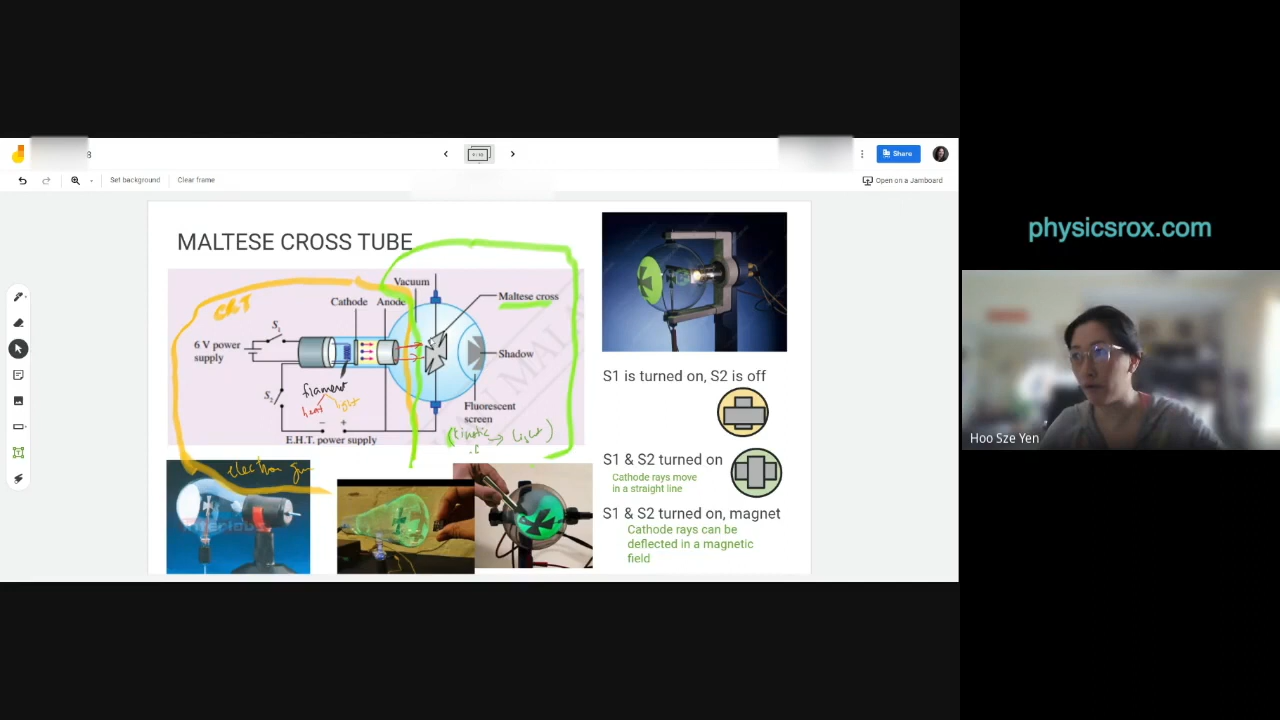 8
Share
Set background
Clear frame
Open on a Jamboard
MALTESE CROSS TUBE
CRT
Vacuum
Cathode
Anode
Maltese cross
S1
6 V power
supply
Shadow
filament
heat light
S2
Fluorescent
screen
(kinetic → light)
E.H.T. power supply
electron gun
S1 is turned on, S2 is off
S1 & S2 turned on
Cathode rays move
in a straight line
S1 & S2 turned on, magnet
Cathode rays can be
deflected in a magnetic
field
physicsrox.com
Hoo Sze Yen